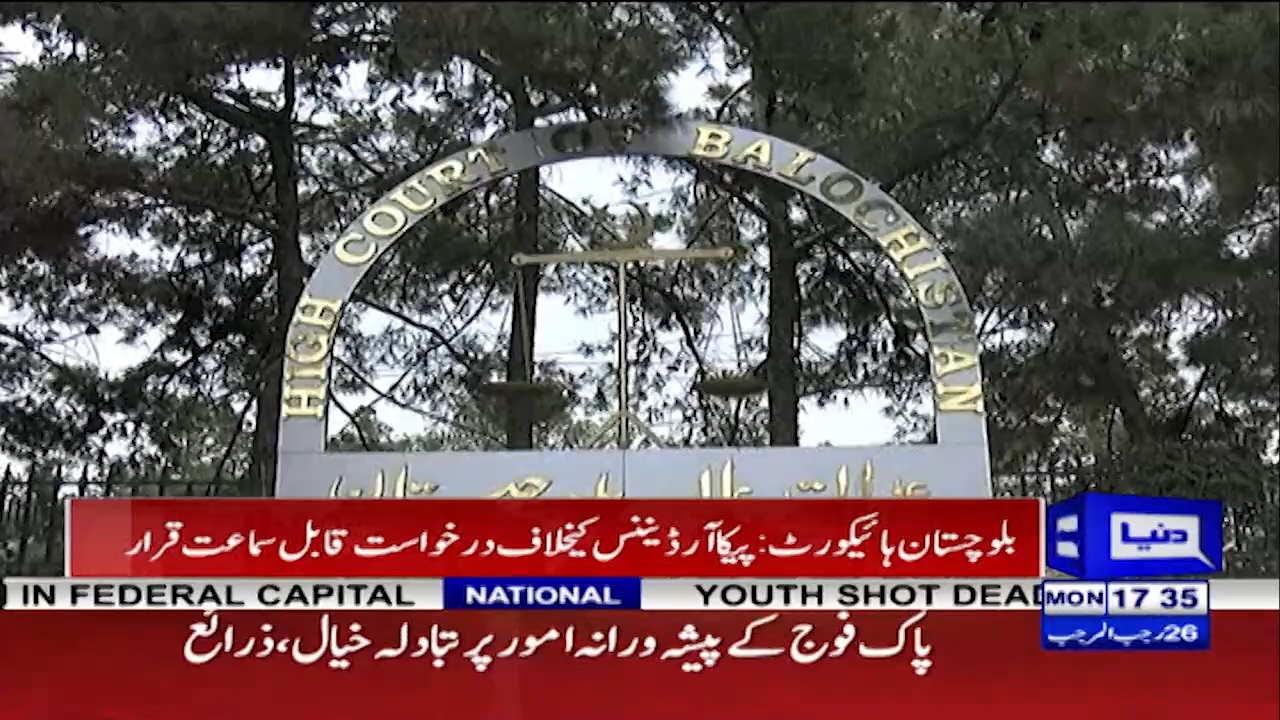 HIGH COURT OF BALOCHISTAN
بلوچستان ہائیکورٹ: پیکا آرڈیننس کیخلاف درخواست قابل سماعت قرار
دنیا
IN FEDERAL CAPITAL NATIONAL YOUTH SHOT DEAD
MON 17 35
26 رجب المرجب
پاک فوج کے پیشہ ورانہ امور پر تبادلہ خیال، ذرائع